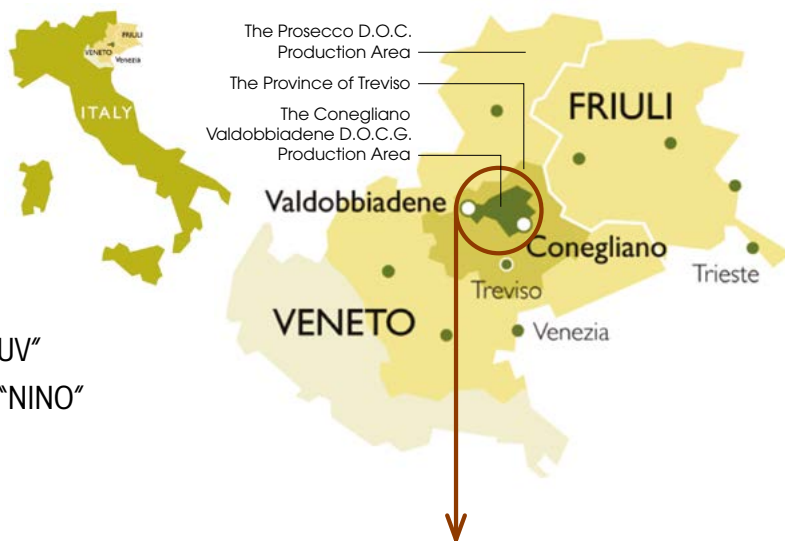 FRIULI
VENETO
Venezia
ITALY
The Prosecco D.O.C.
Production Area
The Province of Treviso
The Conegliano
Valdobbiadene D.O.C.G.
Production Area
FRIULI
Valdobbiadene
Conegliano
Treviso
Trieste
VENETO
Venezia
UV"
"NINO"